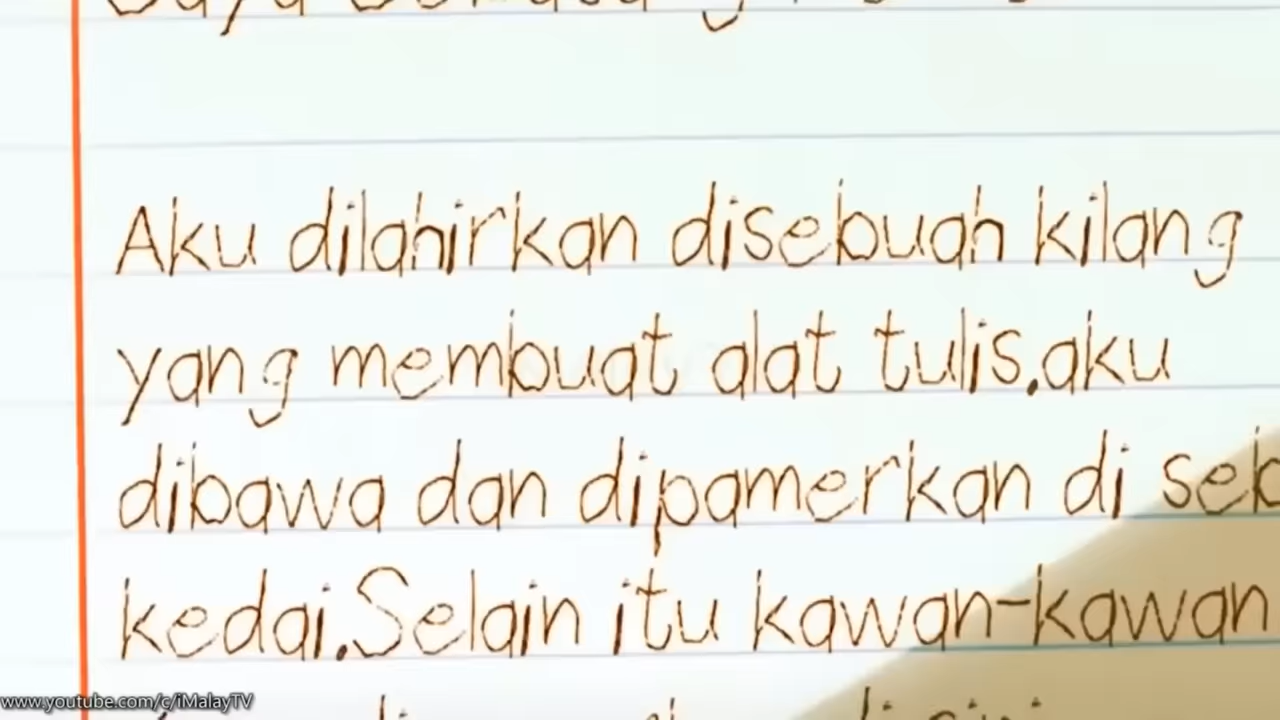 Aku dilahirkan disebuah kilang
yang membuat alat tulis.aku
dibawa dan dipamerkan di seb
kedai.Selain itu kawan-kawan
www.youtube.com/c/iMalayTV